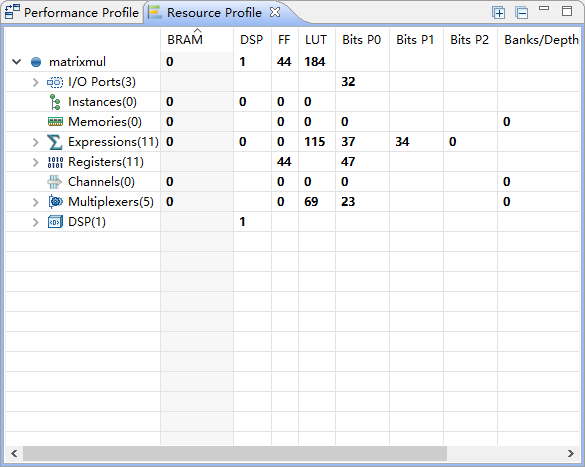 Performance Profile Resource Profile
BRAM DSP FF LUT Bits P0 Bits P1 Bits P2 Banks/Depth
matrixmul 0 1 44 184
I/O Ports(3) 32
Instances(0) 0 0 0 0
Memories(0) 0 0 0 0 0
Expressions(11) 0 0 0 115 37 34 0
Registers(11) 44 47
Channels(0) 0 0 0 0 0
Multiplexers(5) 0 0 69 23 0
DSP(1) 1